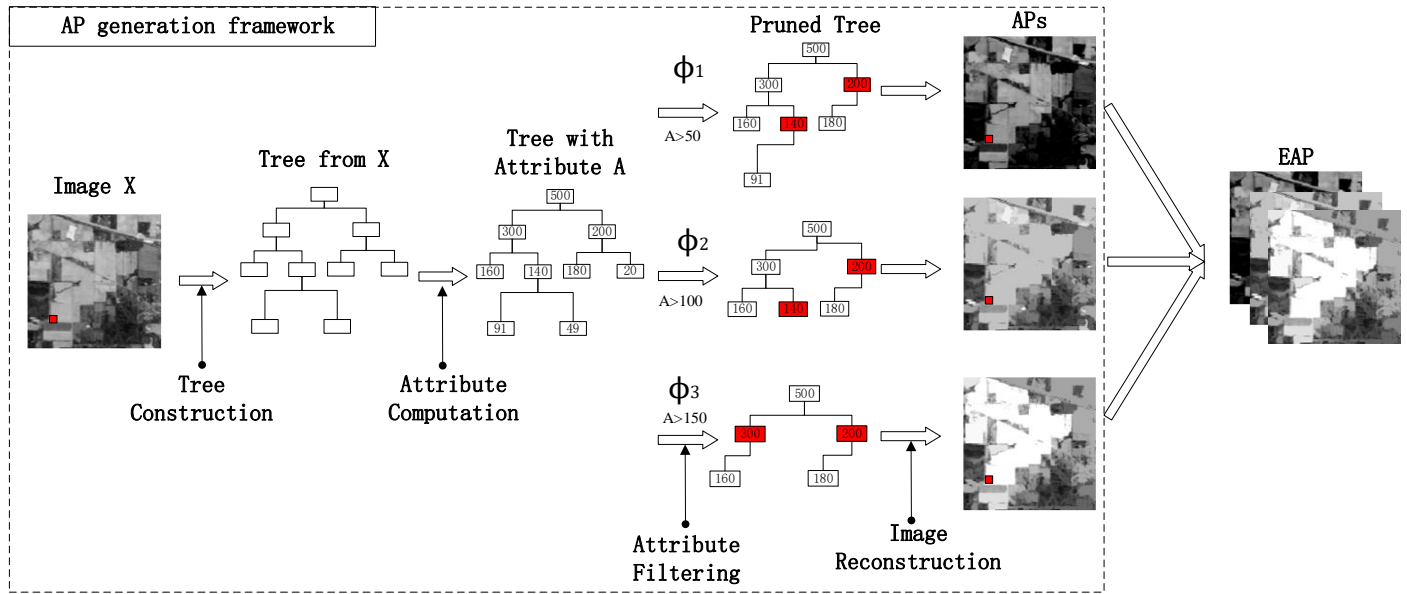 AP generation framework
Image X
Tree from X
Tree with
Attribute A
500
300 200
160 140 180 20
91 49
Tree
Construction
Attribute
Computation
Pruned Tree
APs
ϕ1
A>50
500
300 200
160 140 180
91
ϕ2
A>100
500
300 200
160 140 180
ϕ3
A>150
500
300 200
160 180
Attribute
Filtering
Image
Reconstruction
EAP